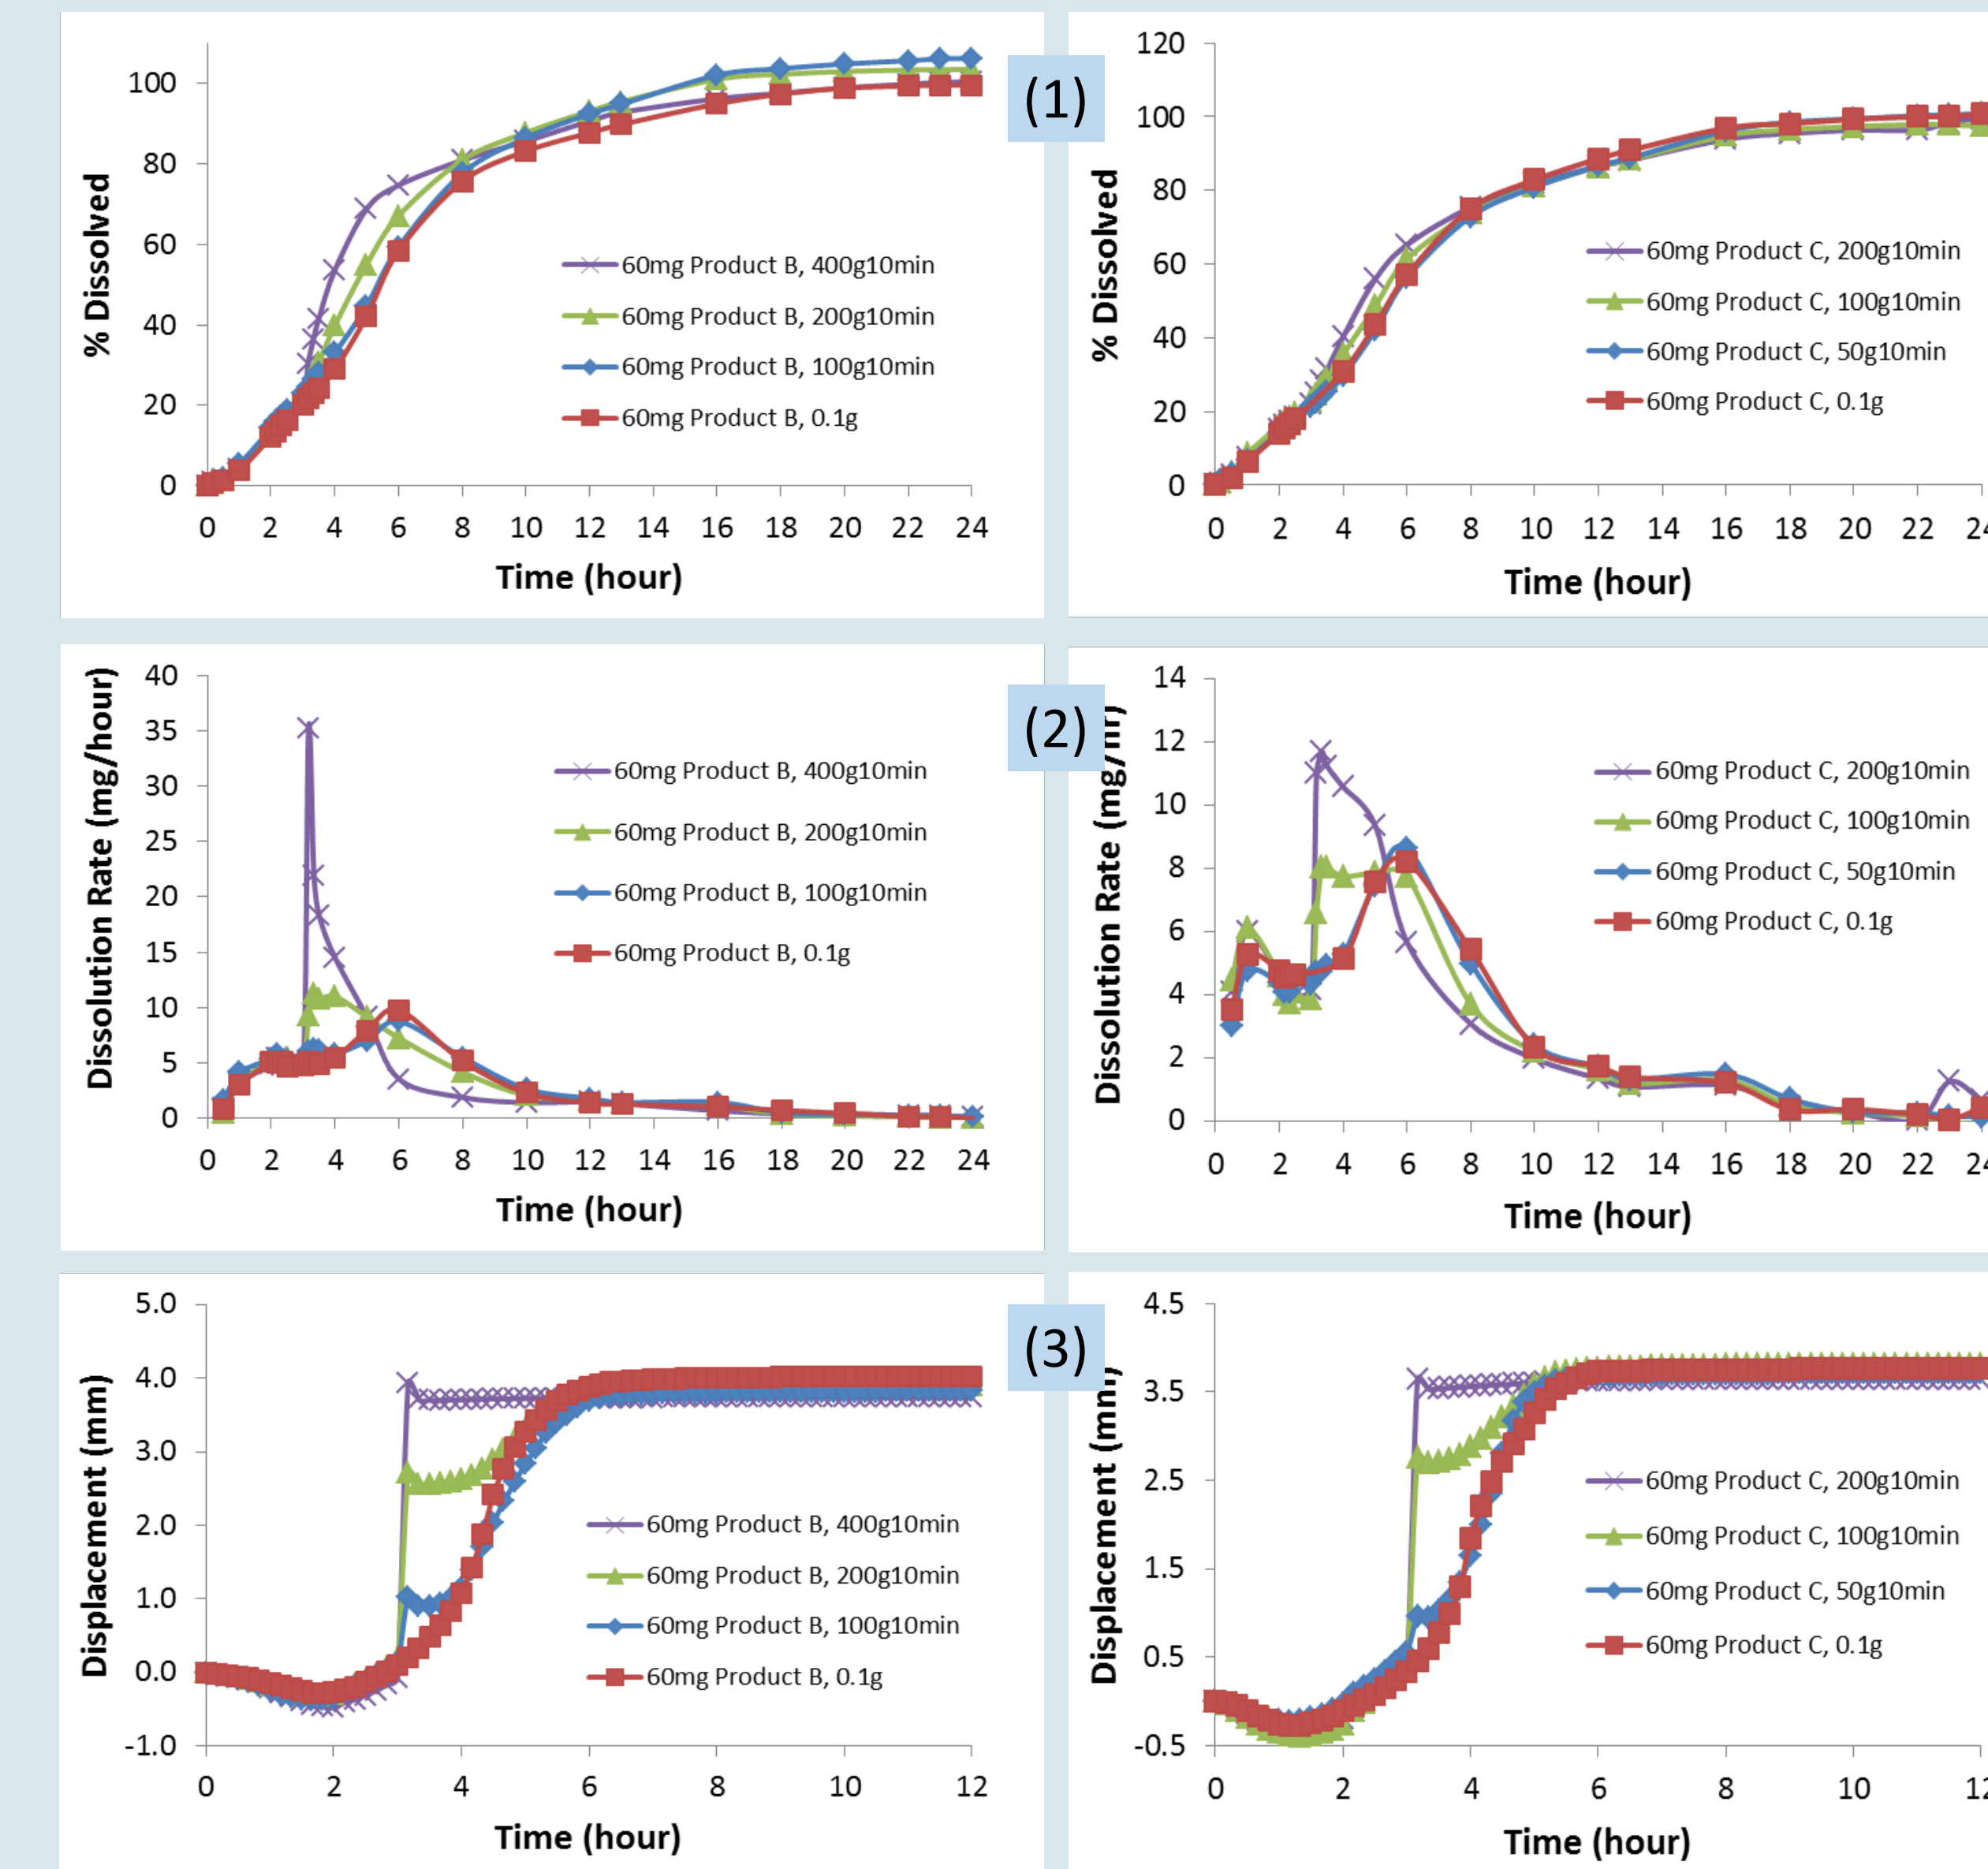 (1)
100
80
60
40
20
0
% Dissolved
60mg Product B, 400g10min
60mg Product B, 200g10min
60mg Product B, 100g10min
60mg Product B, 0.1g
0 2 4 6 8 10 12 14 16 18 20 22 24
Time (hour)
120
100
80
60
40
20
0
% Dissolved
60mg Product C, 200g10min
60mg Product C, 100g10min
60mg Product C, 50g10min
60mg Product C, 0.1g
0 2 4 6 8 10 12 14 16 18 20 22
Time (hour)
(2)
40
35
30
25
20
15
10
5
0
Dissolution Rate (mg/hour)
60mg Product B, 400g10min
60mg Product B, 200g10min
60mg Product B, 100g10min
60mg Product B, 0.1g
0 2 4 6 8 10 12 14 16 18 20 22 24
Time (hour)
14
12
10
8
6
4
2
0
Dissolution Rate (mg/hr)
60mg Product C, 200g10min
60mg Product C, 100g10min
60mg Product C, 50g10min
60mg Product C, 0.1g
0 2 4 6 8 10 12 14 16 18 20 22
Time (hour)
(3)
5.0
4.0
3.0
2.0
1.0
0.0
-1.0
Displacement (mm)
60mg Product B, 400g10min
60mg Product B, 200g10min
60mg Product B, 100g10min
60mg Product B, 0.1g
0 2 4 6 8 10 12
Time (hour)
4.5
3.5
2.5
1.5
0.5
-0.5
Displacement (mm)
60mg Product C, 200g10min
60mg Product C, 100g10min
60mg Product C, 50g10min
60mg Product C, 0.1g
0 2 4 6 8 10
Time (hour)